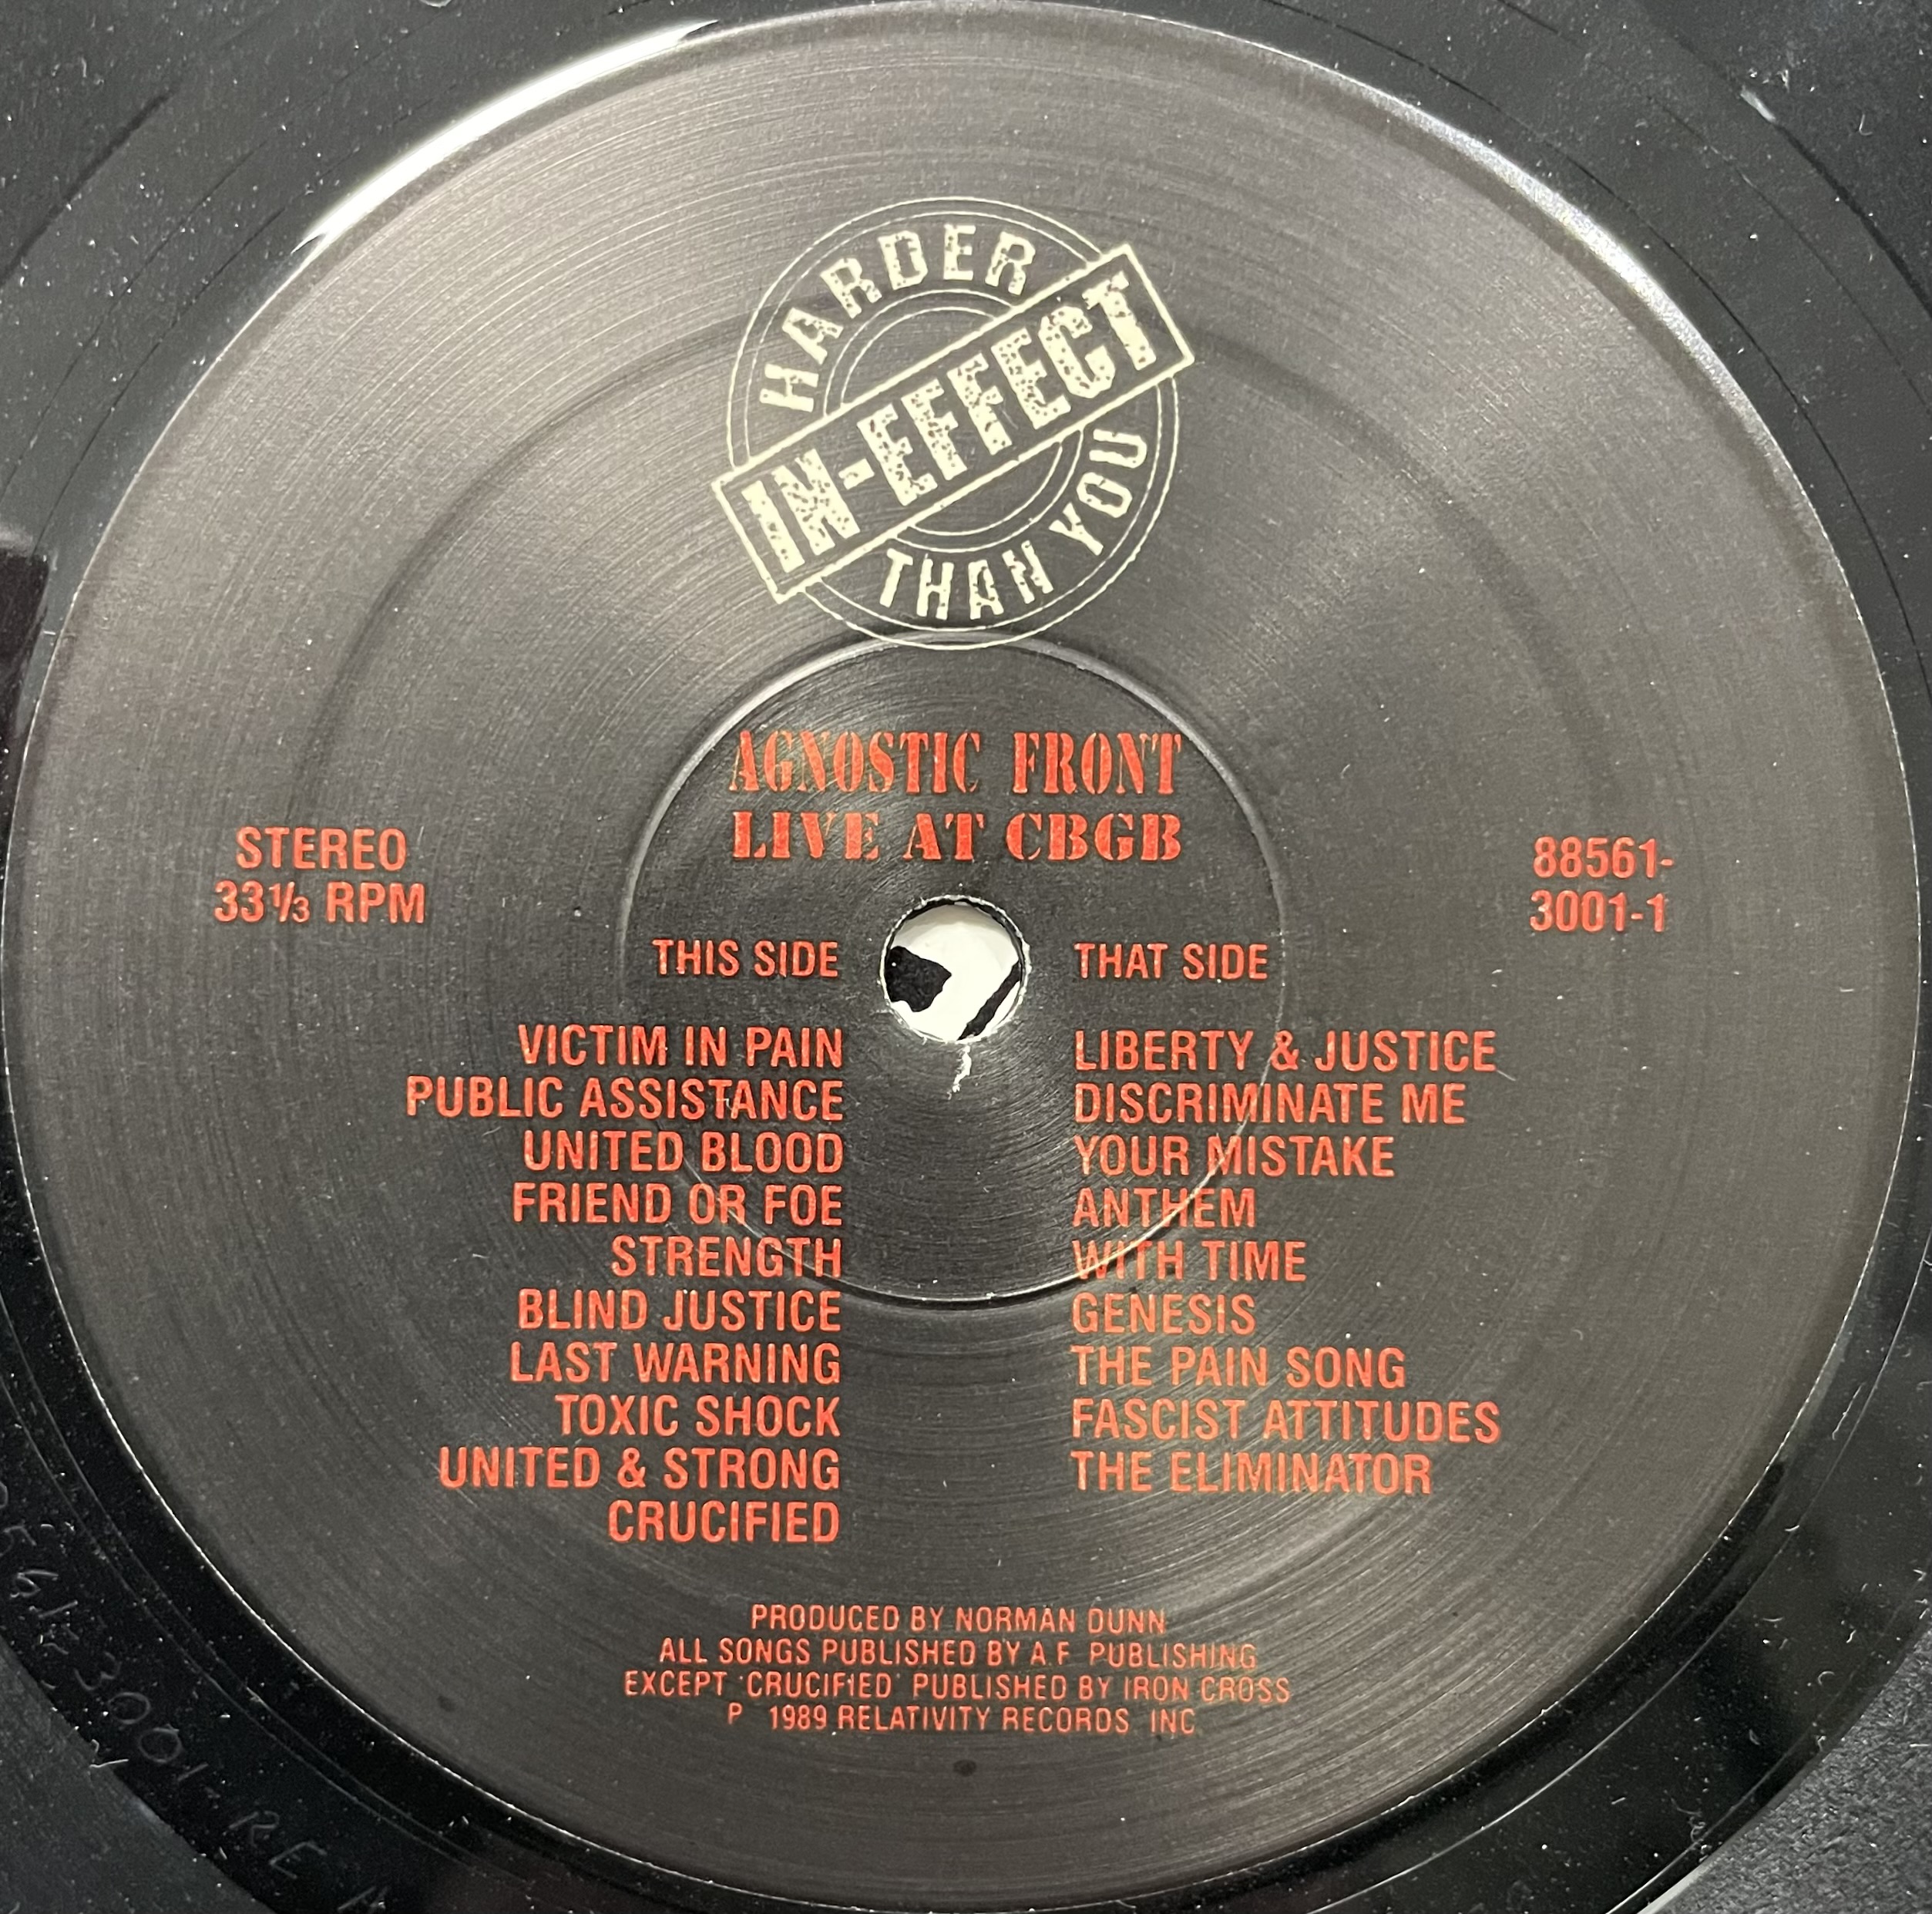 HARDER
IN-EFFECT
THAN YOU
AGNOSTIC FRONT
LIVE AT CBGB
STEREO
33⅓ RPM
88561-
3001-1
THIS SIDE
VICTIM IN PAIN
PUBLIC ASSISTANCE
UNITED BLOOD
FRIEND OR FOE
STRENGTH
BLIND JUSTICE
LAST WARNING
TOXIC SHOCK
UNITED & STRONG
CRUCIFIED
THAT SIDE
LIBERTY & JUSTICE
DISCRIMINATE ME
YOUR MISTAKE
ANTHEM
WITH TIME
GENESIS
THE PAIN SONG
FASCIST ATTITUDES
THE ELIMINATOR
PRODUCED BY NORMAN DUNN
ALL SONGS PUBLISHED BY A.F. PUBLISHING
EXCEPT 'CRUCIFIED' PUBLISHED BY IRON CROSS
P 1989 RELATIVITY RECORDS INC
3001-RE